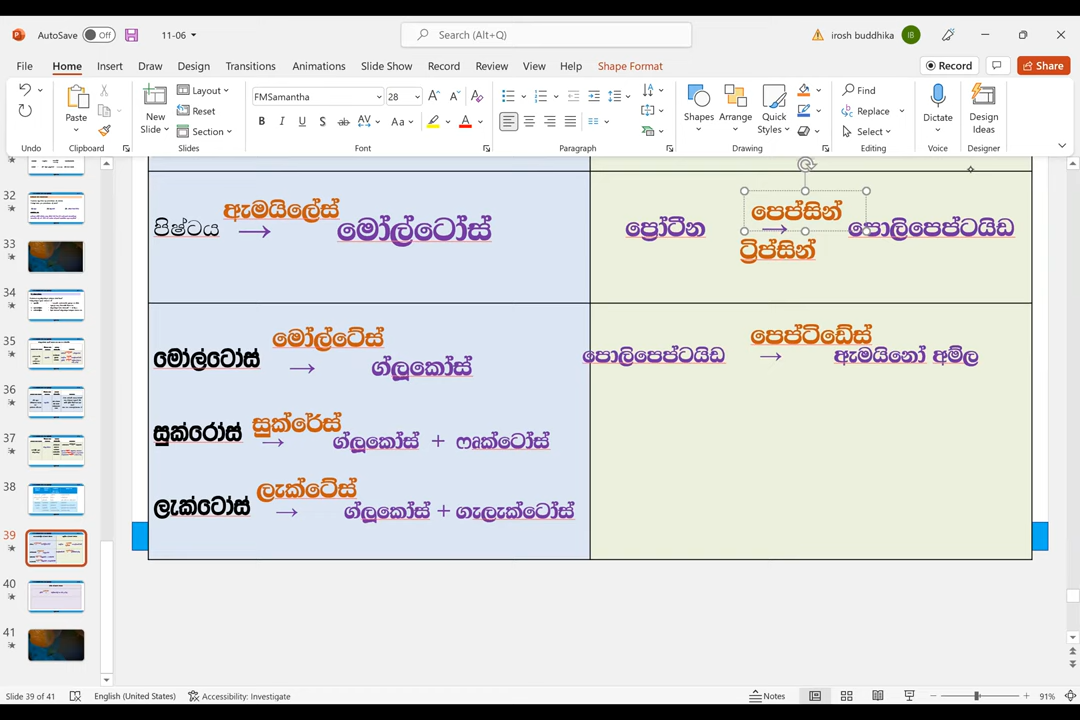 AutoSave Off 11-06 Search (Alt+Q) irosh buddhika IB
File Home Insert Draw Design Transitions Animations Slide Show Record Review View Help Shape Format Record Share
Paste New Slide Layout Reset Section FMSamantha 28 Shapes Arrange Quick Styles Find Replace Select Dictate Design Ideas
Undo Clipboard Slides Font Paragraph Drawing Editing Voice Designer
ඇමයිලේස්
පිෂ්ටය → මෝල්ටෝස්
පෙප්සින්
ප්‍රෝටීන → පොලිපෙප්ටයිඩ
ට්‍රිප්සින්
මෝල්ටේස්
මෝල්ටෝස් → ග්ලූකෝස්
පෙප්ටිඩේස්
පොලිපෙප්ටයිඩ → ඇමයිනෝ අම්ල
සුක්රේස්
සුක්රෝස් → ග්ලූකෝස් + ෆෘක්ටෝස්
ලැක්ටේස්
ලැක්ටෝස් → ග්ලූකෝස් + ගැලැක්ටෝස්
32
33
34
35
36
37
38
39
40
41
Slide 39 of 41 English (United States) Accessibility: Investigate Notes 91%